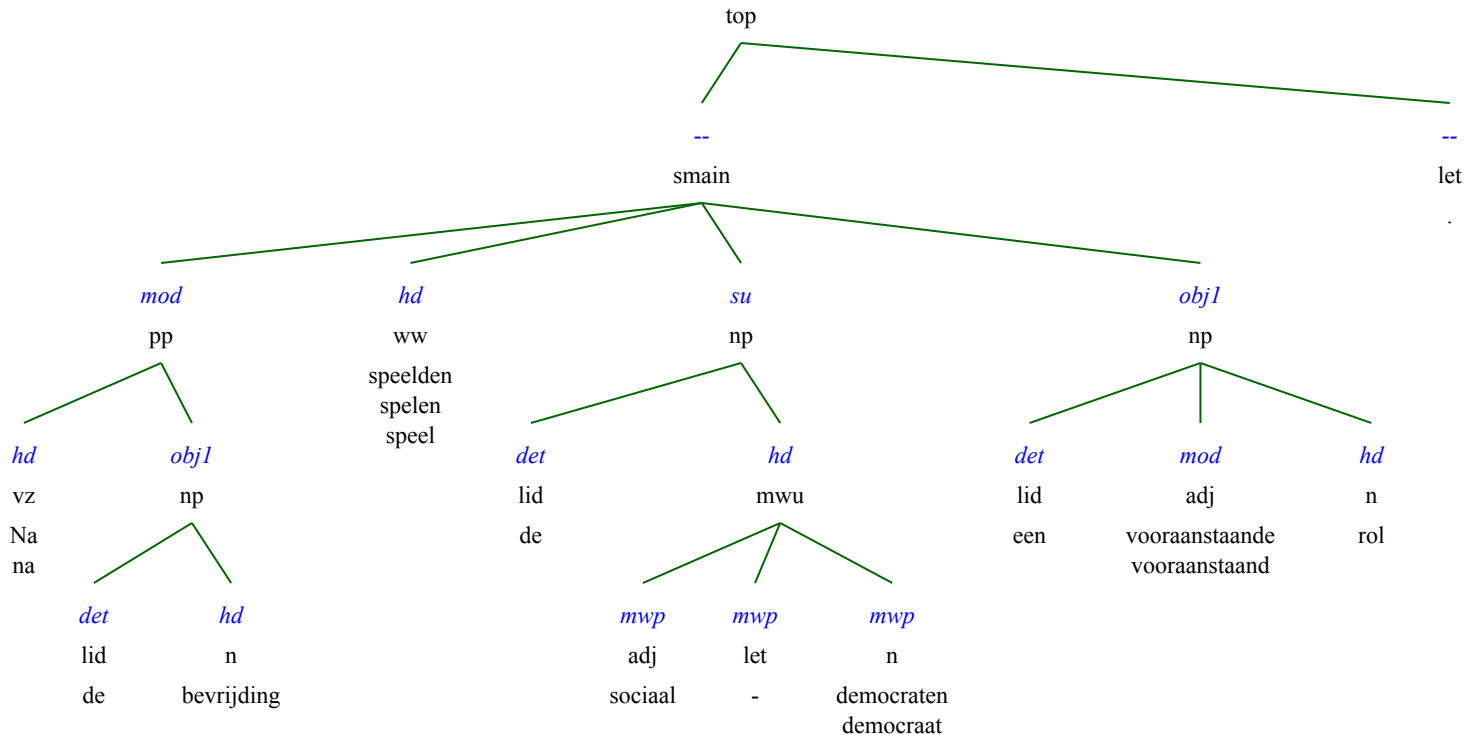 top
-- --
smain let
.
mod hd su obj1
pp ww np np
speelden
spelen
speel
hd obj1 det hd det mod hd
vz np lid mwu lid adj n
Na de een vooraanstaande rol
na vooraanstaand
det hd mwp mwp mwp
lid n adj let n
de bevrijding sociaal - democraten
democraat